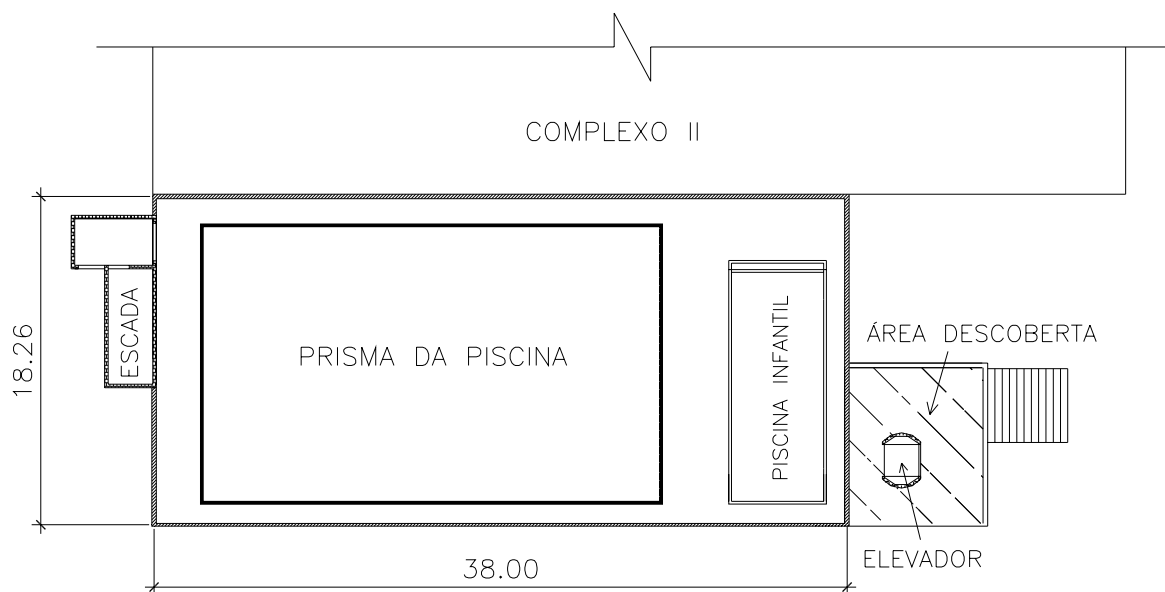 COMPLEXO II
ESCADA
18.26
PRISMA DA PISCINA
PISCINA INFANTIL
ÁREA DESCOBERTA
ELEVADOR
38.00